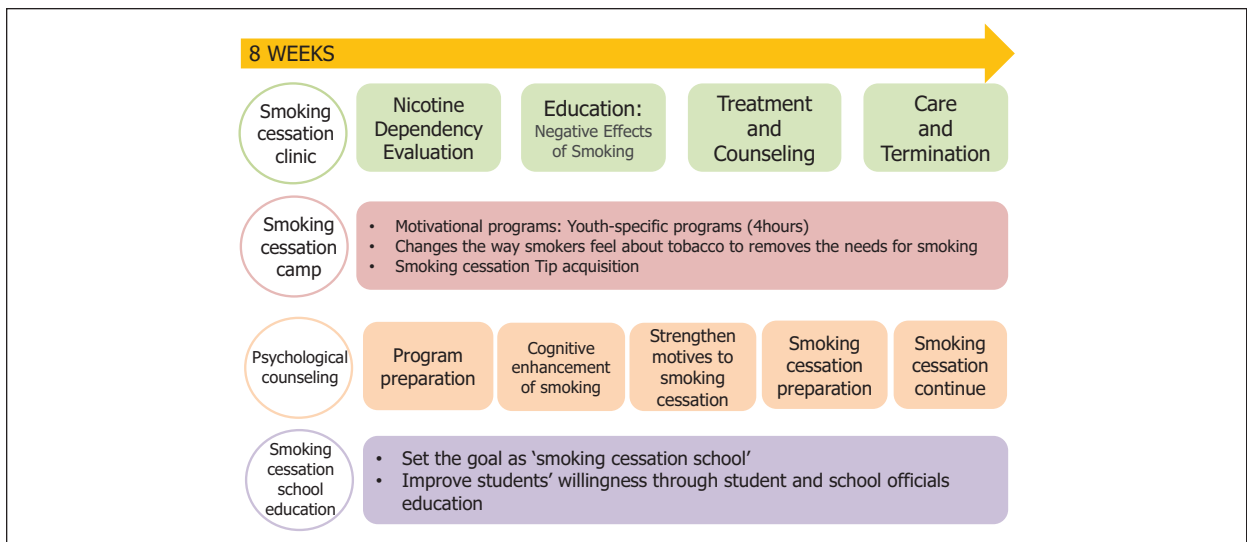 8 WEEKS
Smoking
cessation
clinic
Nicotine
Dependency
Evaluation
Education:
Negative Effects
of Smoking
Treatment
and
Counseling
Care
and
Termination
Smoking
cessation
camp
• Motivational programs: Youth-specific programs (4hours)
• Changes the way smokers feel about tobacco to removes the needs for smoking
• Smoking cessation Tip acquisition
Psychological
counseling
Program
preparation
Cognitive
enhancement
of smoking
Strengthen
motives to
smoking
cessation
Smoking
cessation
preparation
Smoking
cessation
continue
Smoking
cessation
school
education
• Set the goal as ‘smoking cessation school’
• Improve students’ willingness through student and school officials
education